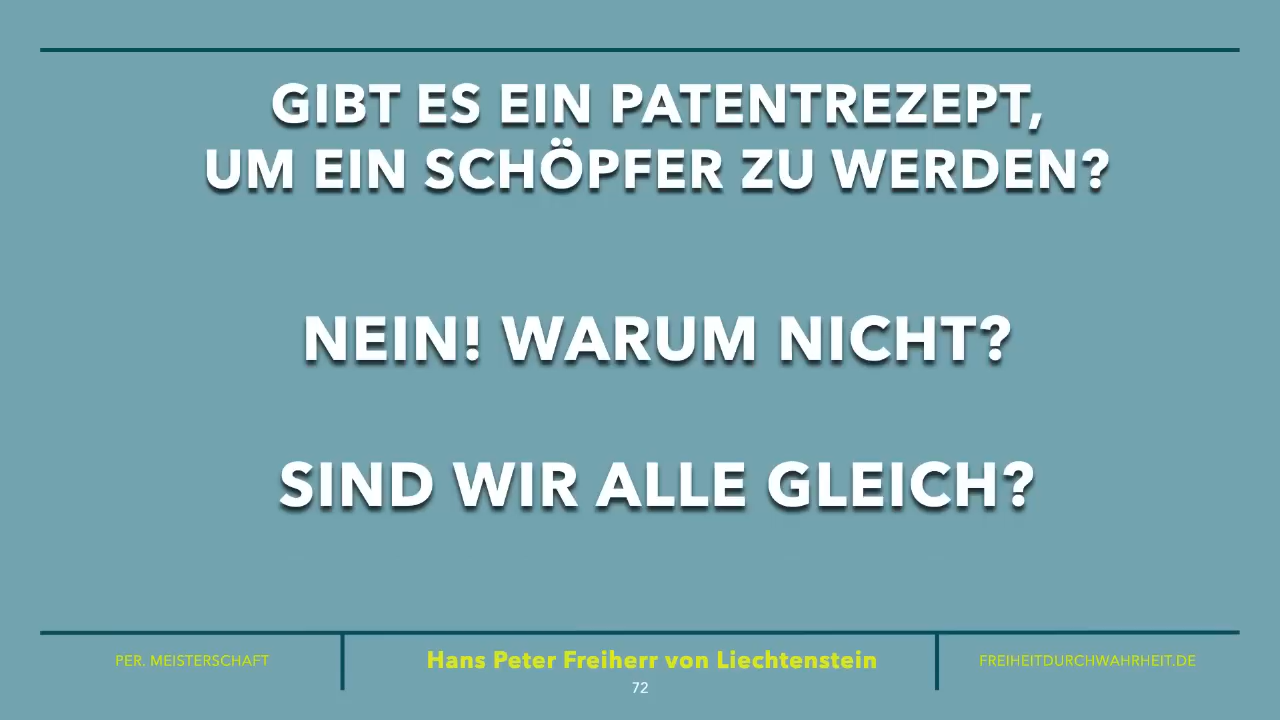 GIBT ES EIN PATENTREZEPT,
UM EIN SCHÖPFER ZU WERDEN?
NEIN! WARUM NICHT?
SIND WIR ALLE GLEICH?
PER. MEISTERSCHAFT
Hans Peter Freiherr von Liechtenstein
FREIHEITDURCHWAHRHEIT.DE
72